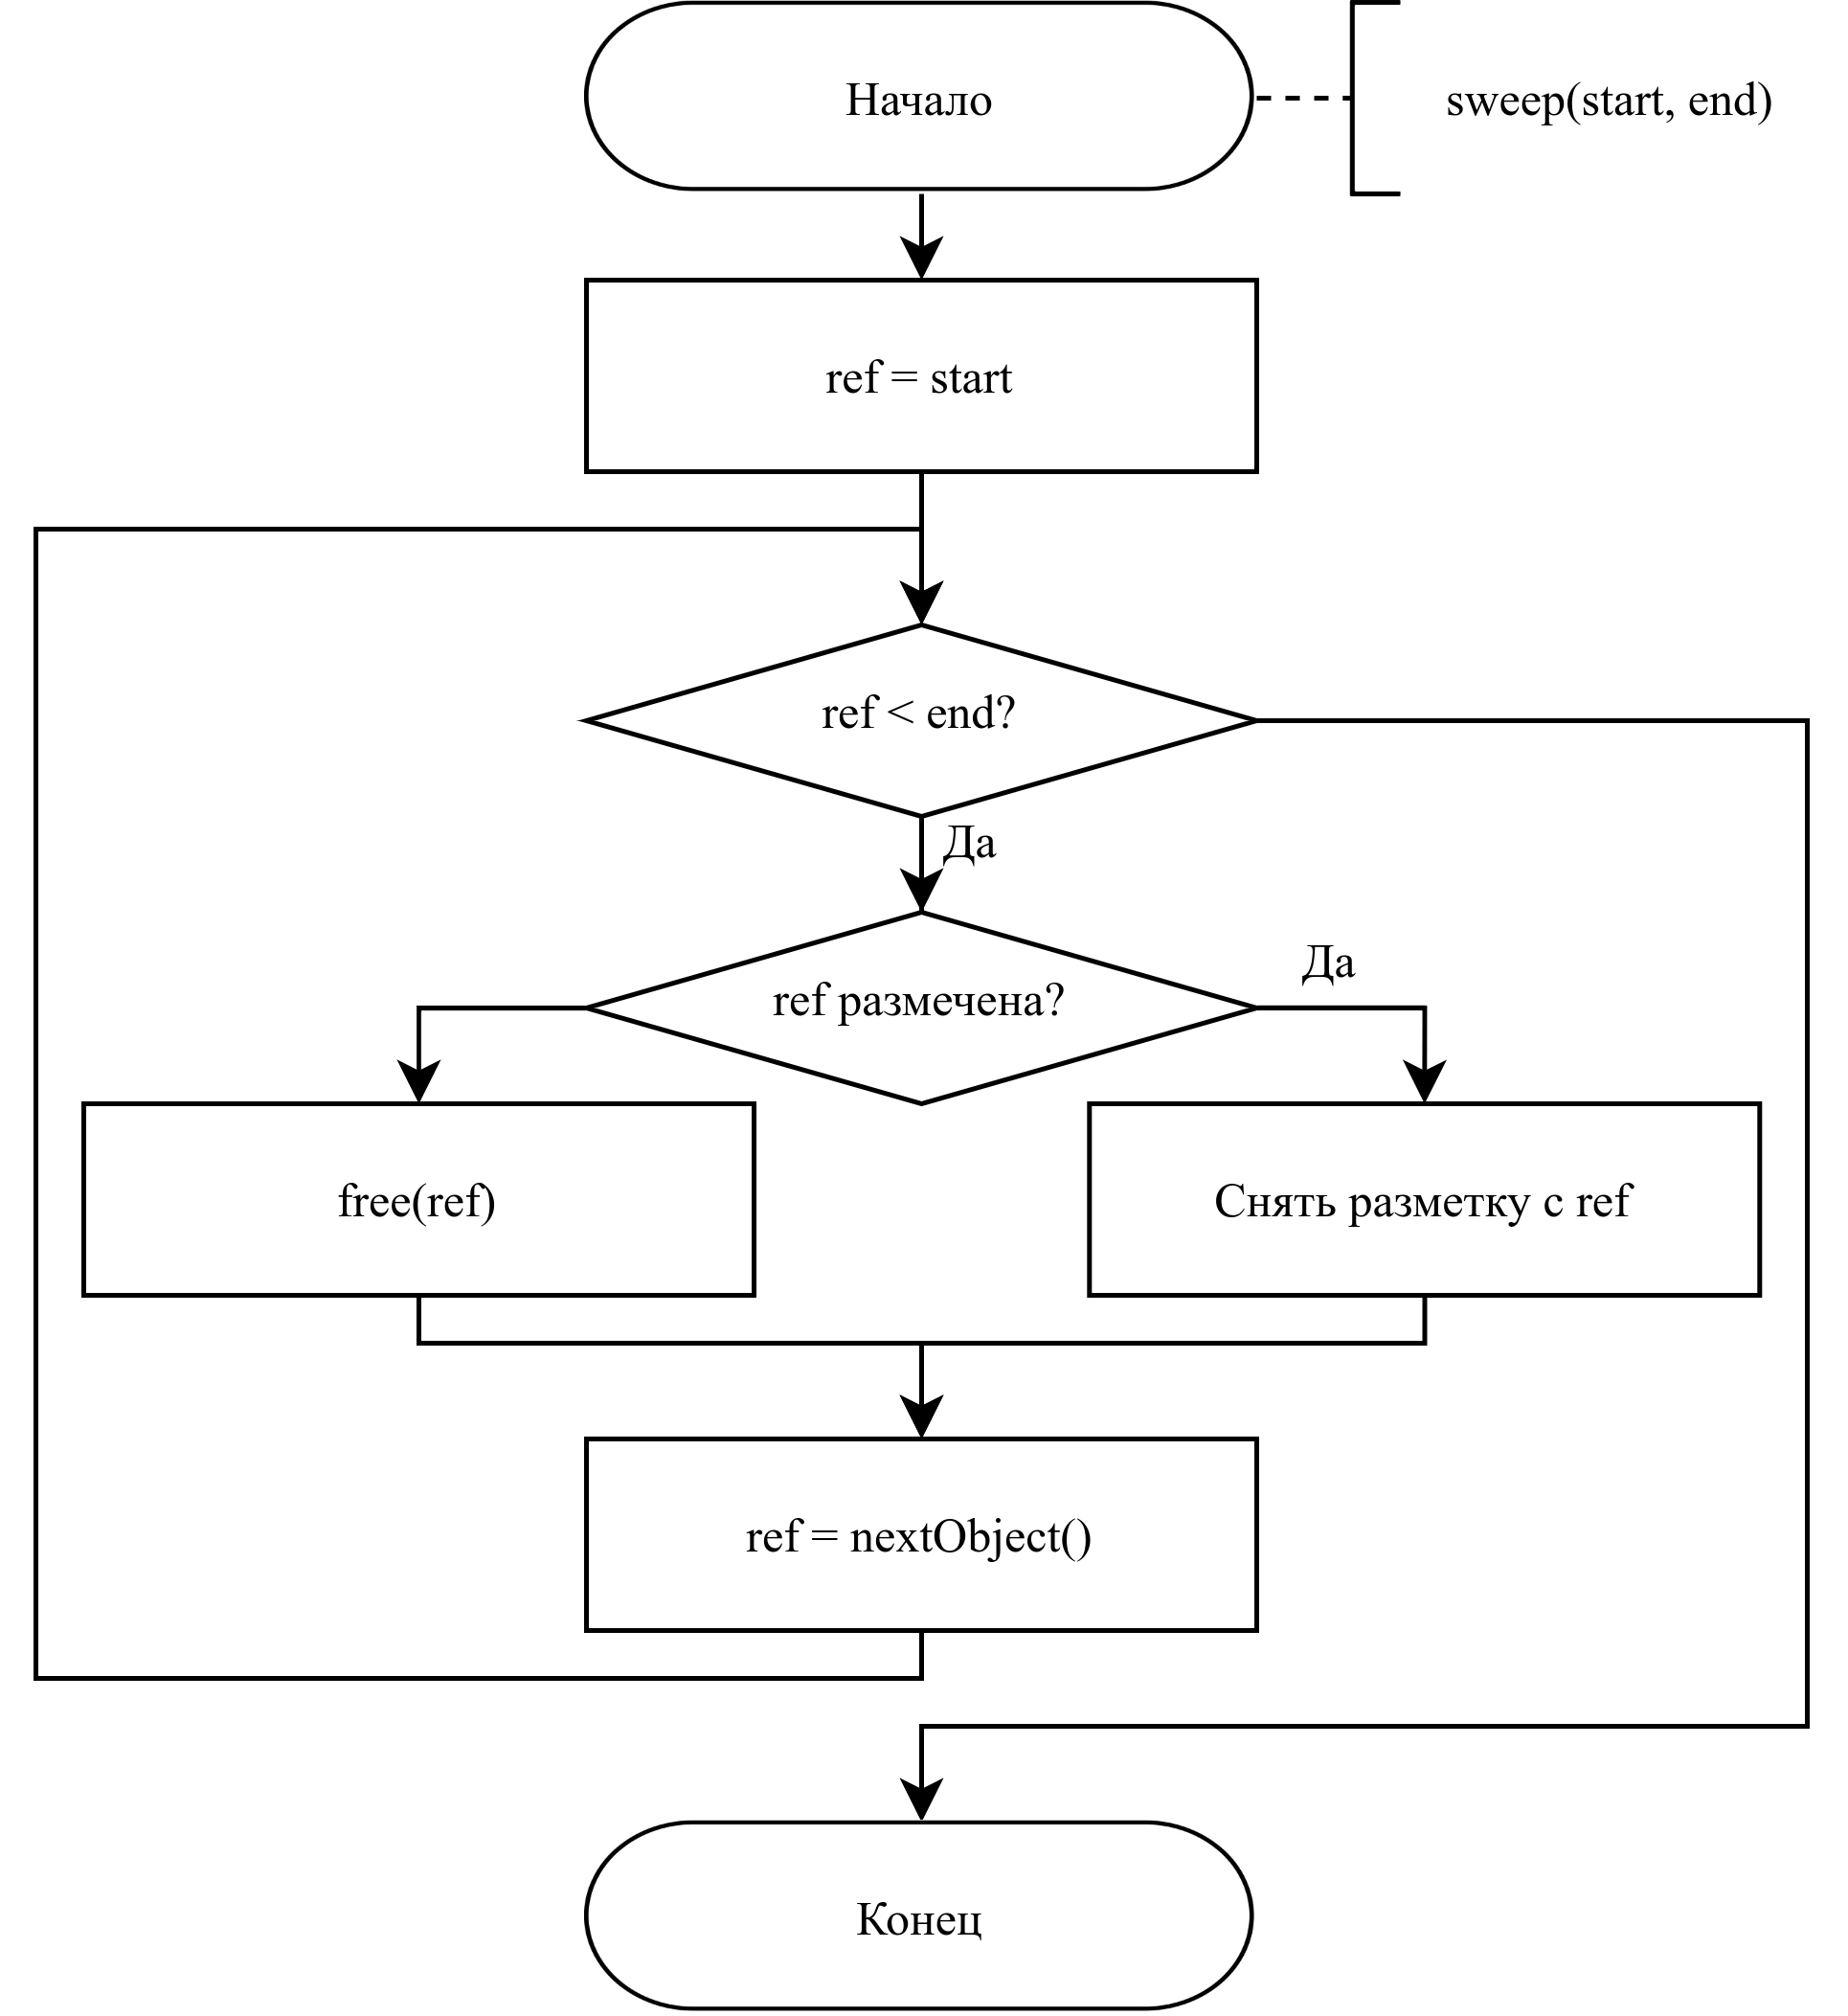 Начало
sweep(start, end)
ref = start
ref < end?
Да
ref размечена?
Да
free(ref)
Снять разметку с ref
ref = nextObject()
Конец